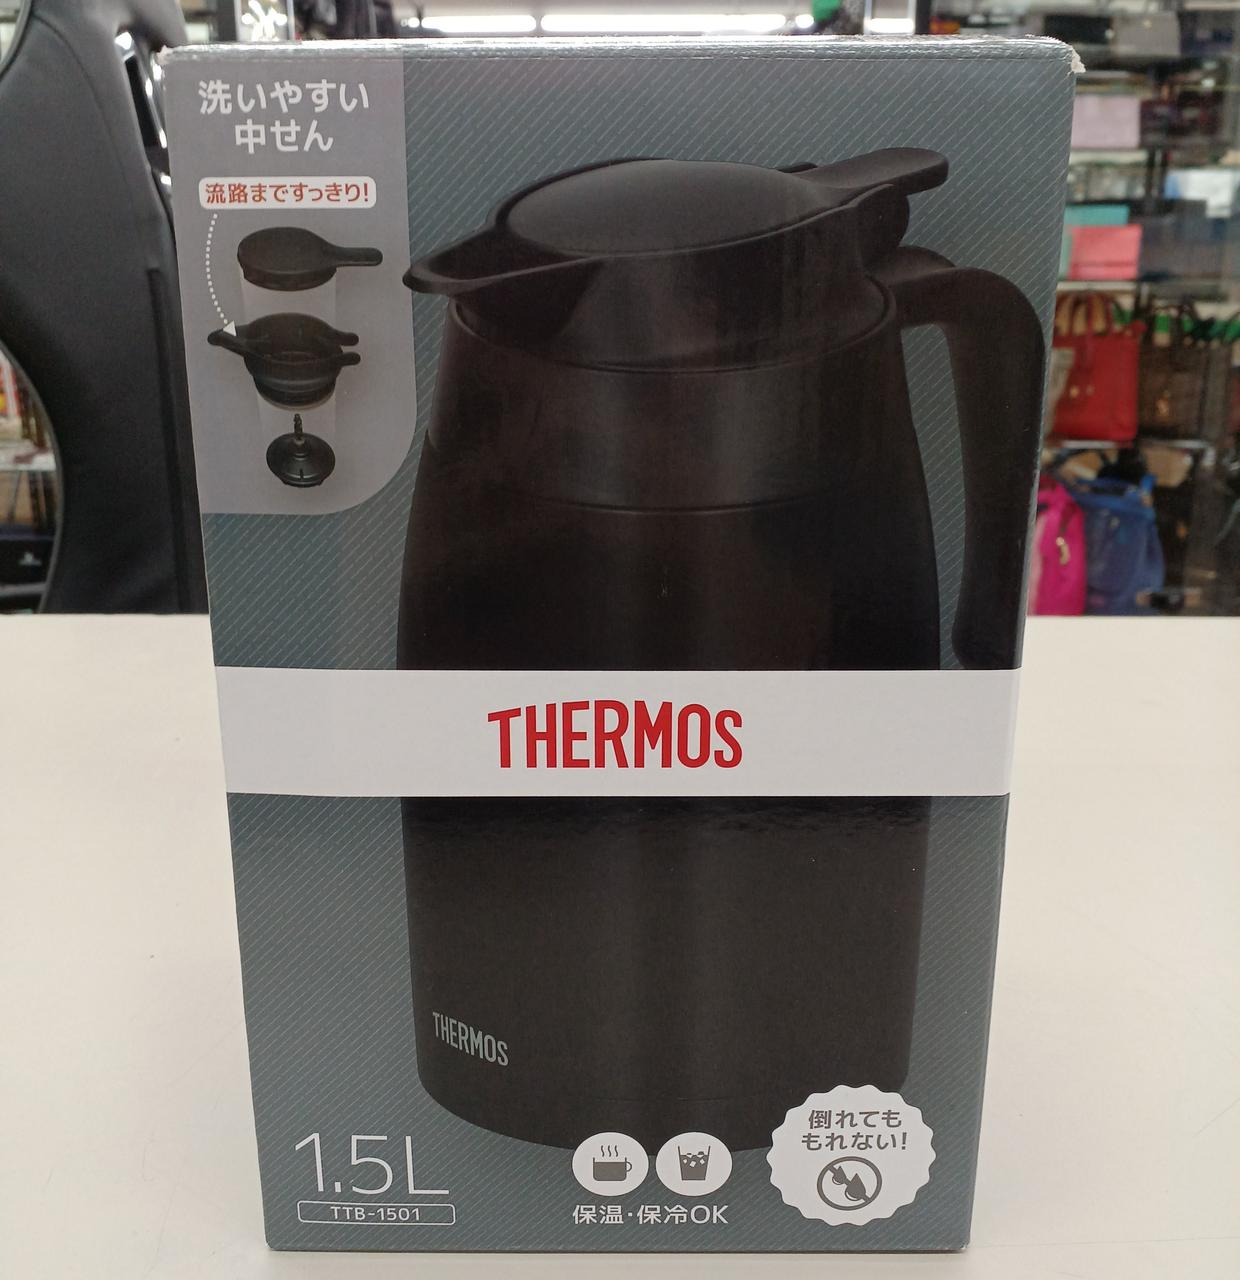 洗いやすい
中せん
流路まですっきり!
THERMOS
THERMOS
1.5L
TTB-1501
保温・保冷OK
倒れても
もれない!